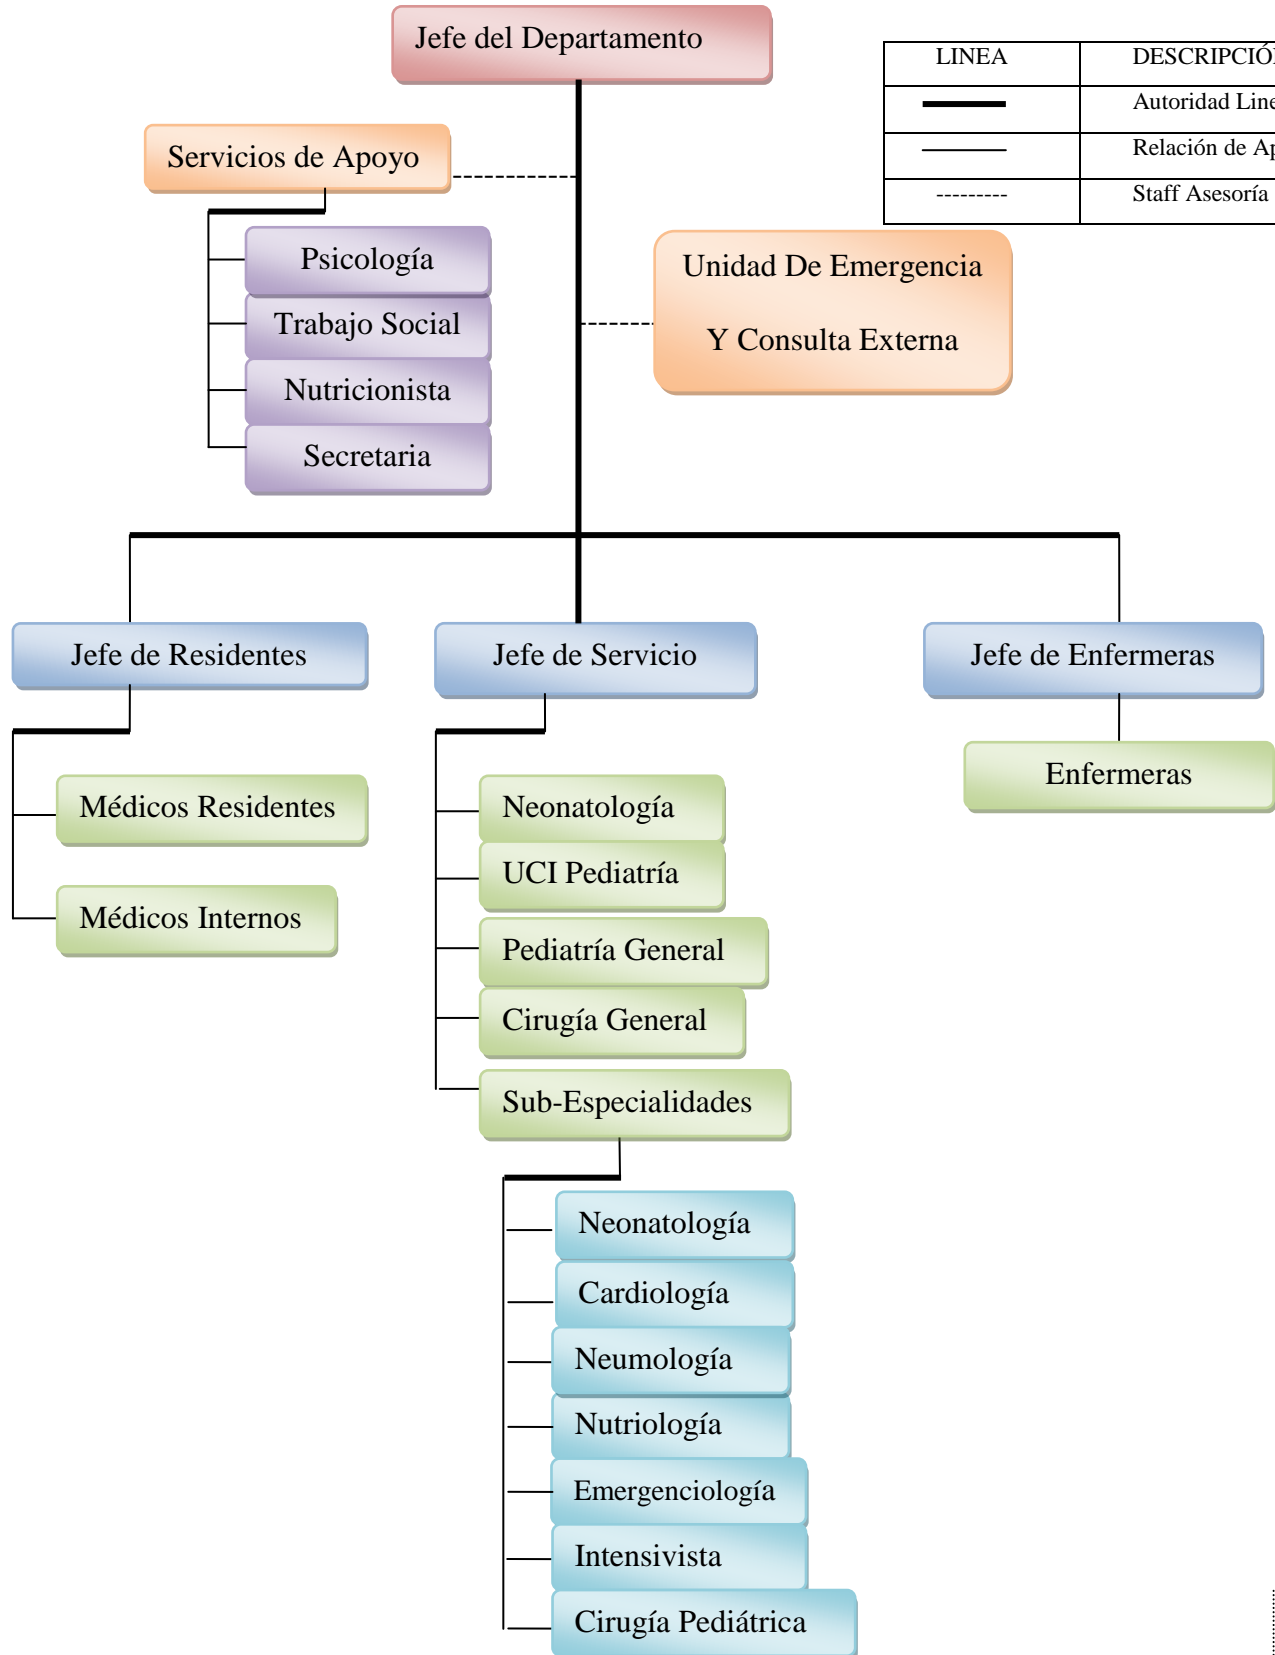 Jefe del Departamento
LINEA DESCRIPCIÓN
Autoridad Line
Relación de Ap
Staff Asesoría
Servicios de Apoyo
Psicología
Trabajo Social
Nutricionista
Secretaria
Unidad De Emergencia
Y Consulta Externa
Jefe de Residentes
Jefe de Servicio
Jefe de Enfermeras
Médicos Residentes
Médicos Internos
Neonatología
UCI Pediatría
Pediatría General
Cirugía General
Sub-Especialidades
Enfermeras
Neonatología
Cardiología
Neumología
Nutriología
Emergenciología
Intensivista
Cirugía Pediátrica